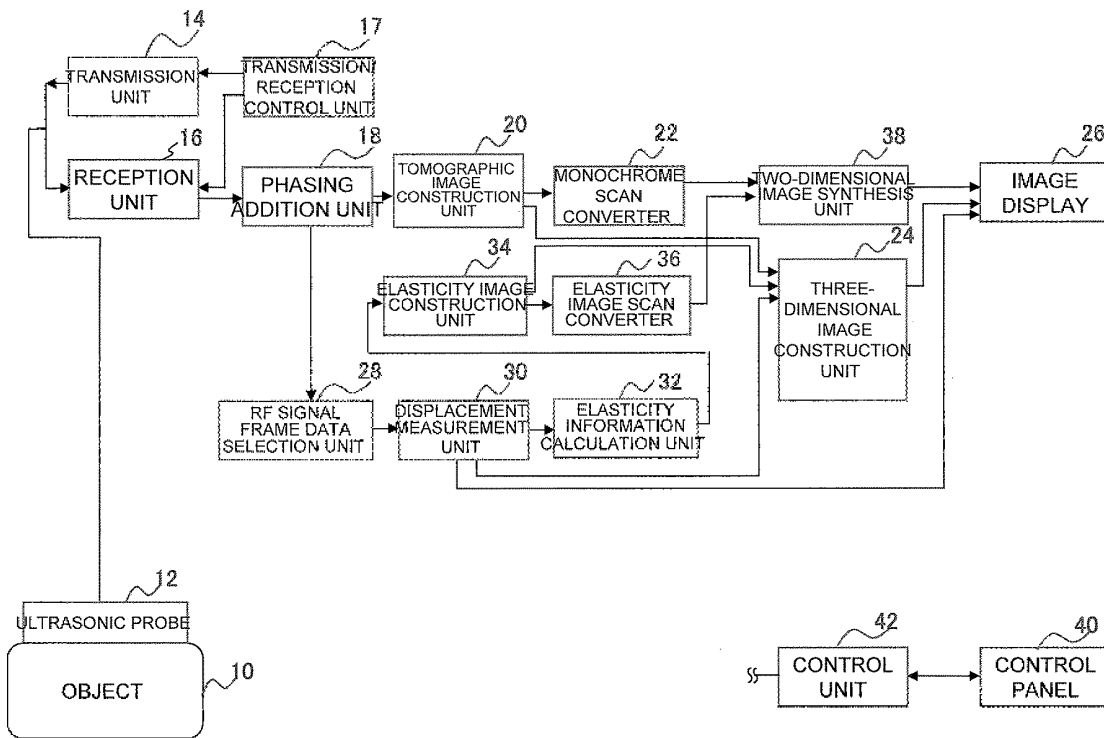 14
TRANSMISSION
UNIT
17
TRANSMISSION/
RECEPTION
CONTROL UNIT
16
RECEPTION
UNIT
18
PHASING
ADDITION UNIT
20
TOMOGRAPHIC
IMAGE
CONSTRUCTION
UNIT
22
MONOCHROME
SCAN
CONVERTER
38
TWO-DIMENSIONAL
IMAGE SYNTHESIS
UNIT
26
IMAGE
DISPLAY
34
ELASTICITY IMAGE
CONSTRUCTION
UNIT
36
ELASTICITY
IMAGE SCAN
CONVERTER
24
THREE-
DIMENSIONAL
IMAGE
CONSTRUCTION
UNIT
28
RF SIGNAL
FRAME DATA
SELECTION UNIT
30
DISPLACEMENT
MEASUREMENT
UNIT
32
ELASTICITY
INFORMATION
CALCULATION UNIT
12
ULTRASONIC PROBE
10
OBJECT
42
CONTROL
UNIT
40
CONTROL
PANEL